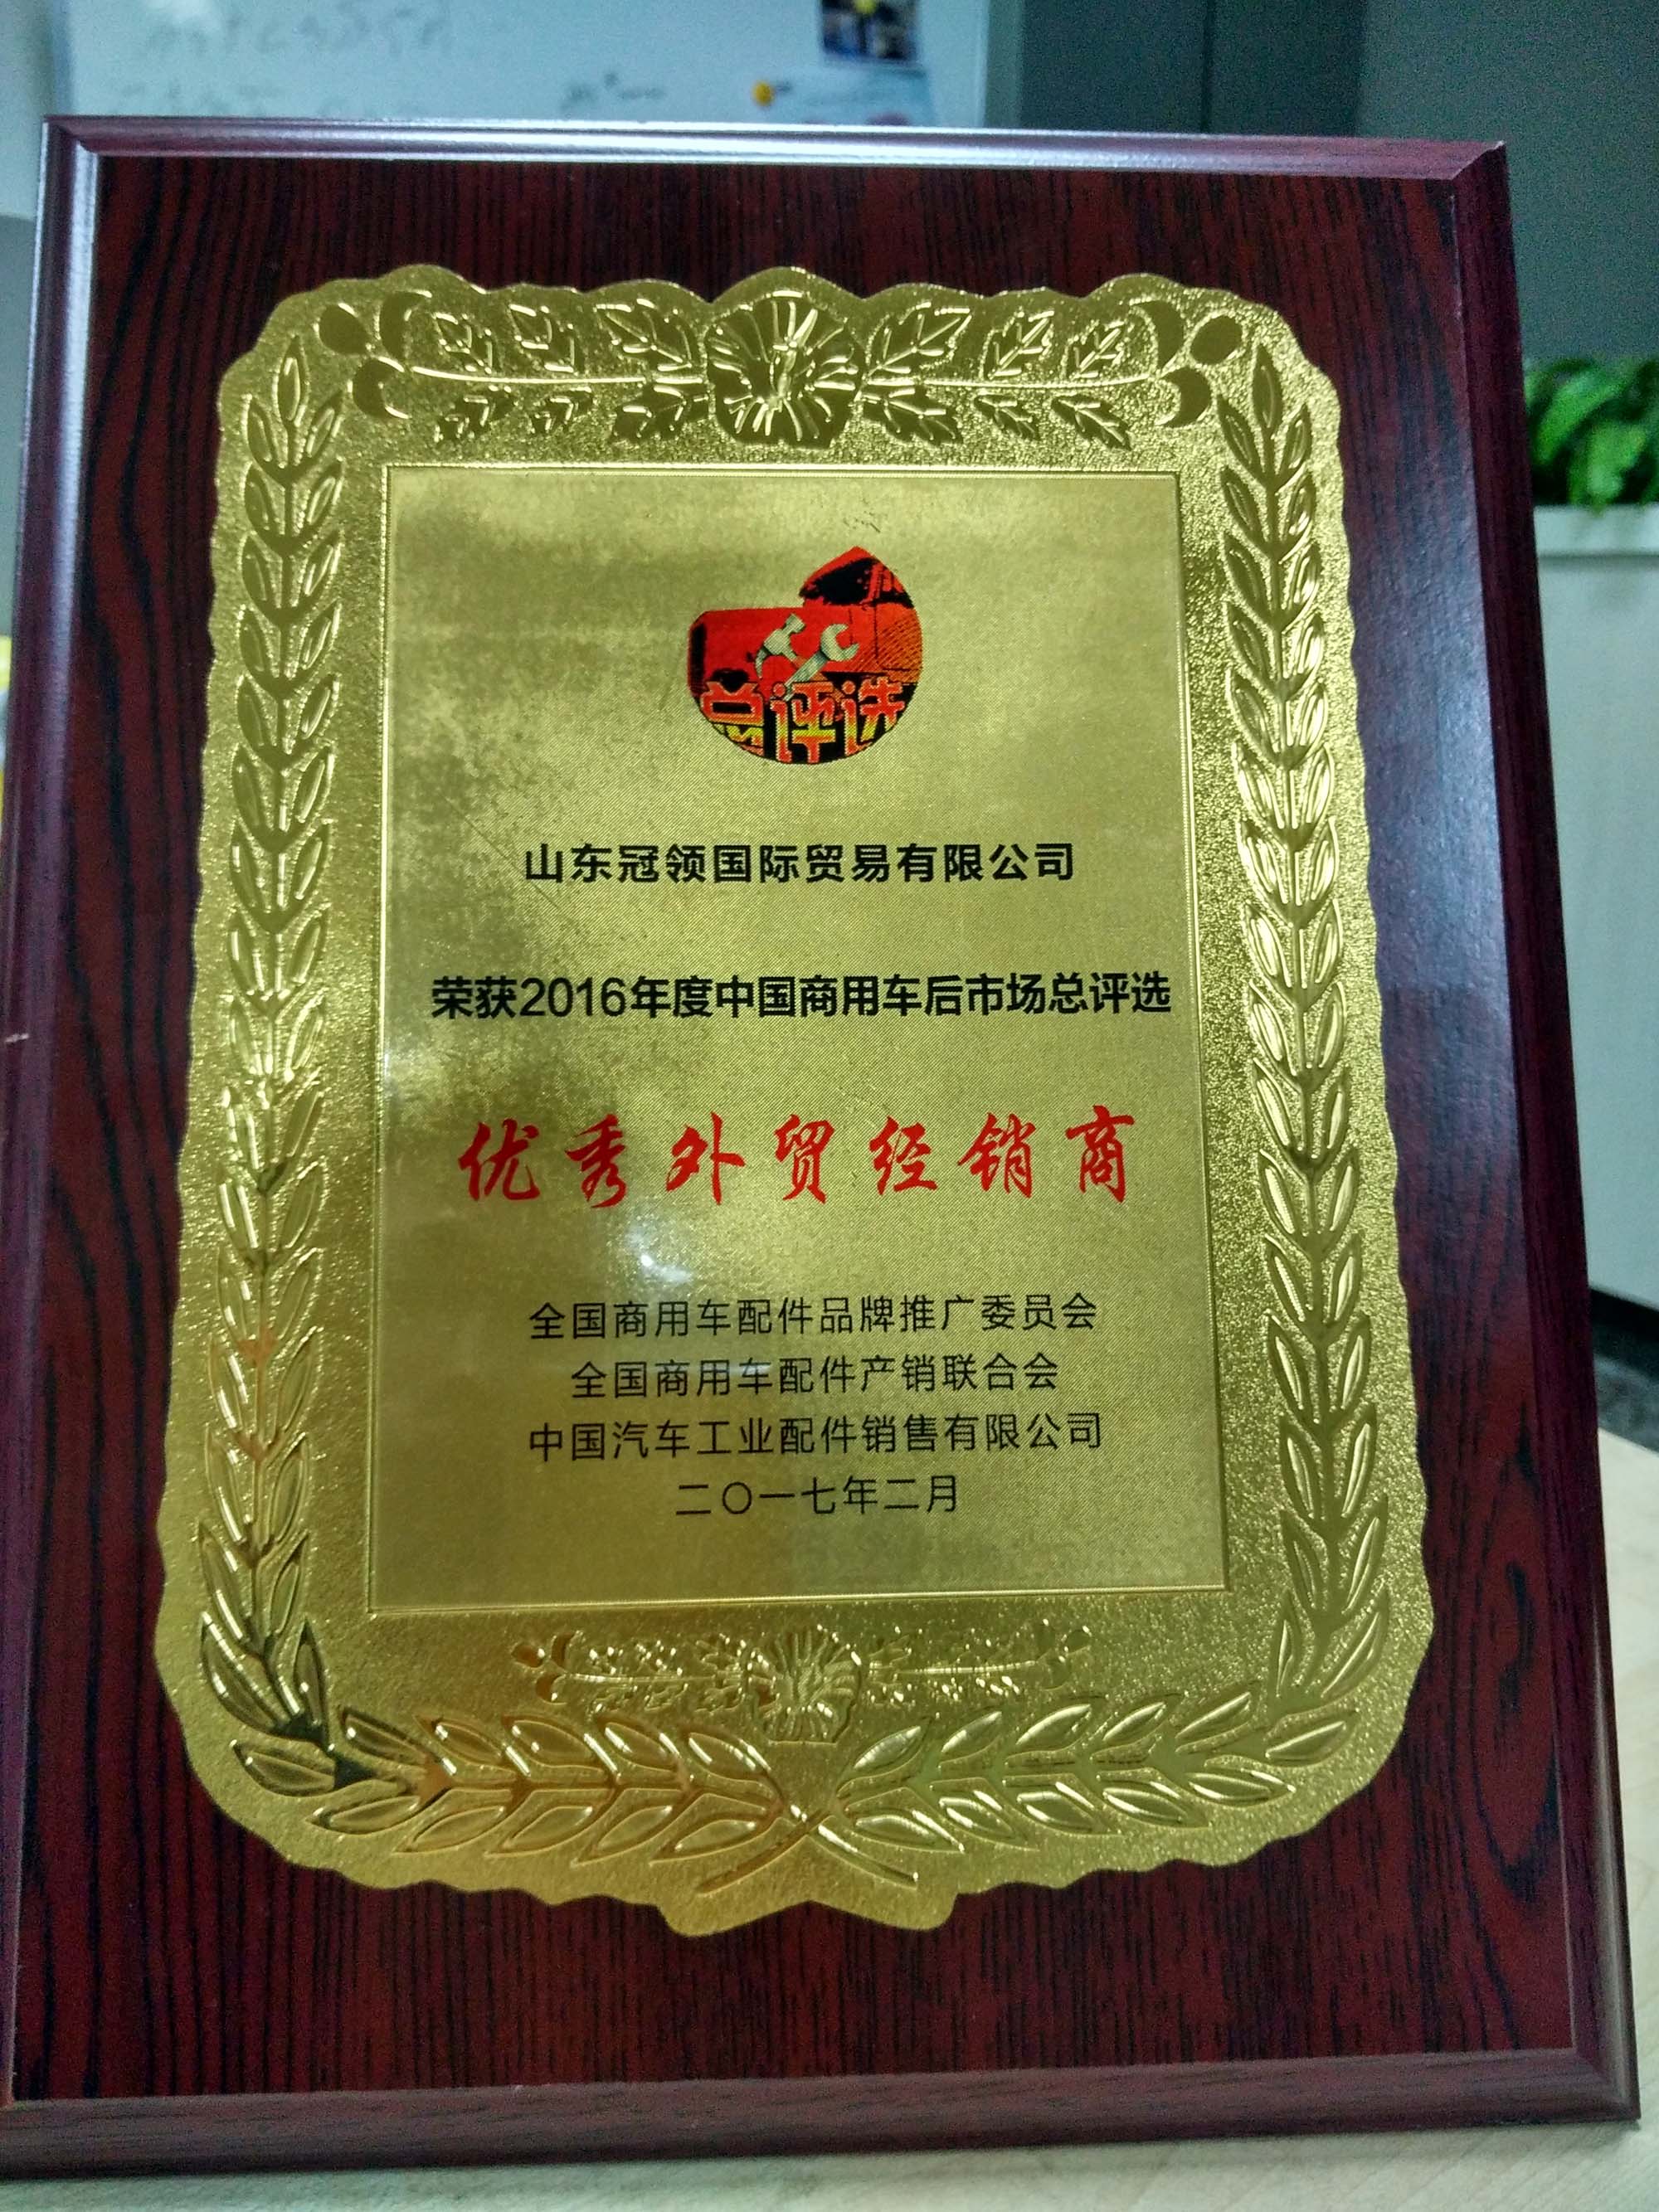 总评选
山东冠领国际贸易有限公司
荣获2016年度中国商用车后市场总评选
优秀外贸经销商
全国商用车配件品牌推广委员会
全国商用车配件产销联合会
中国汽车工业配件销售有限公司
二〇一七年二月